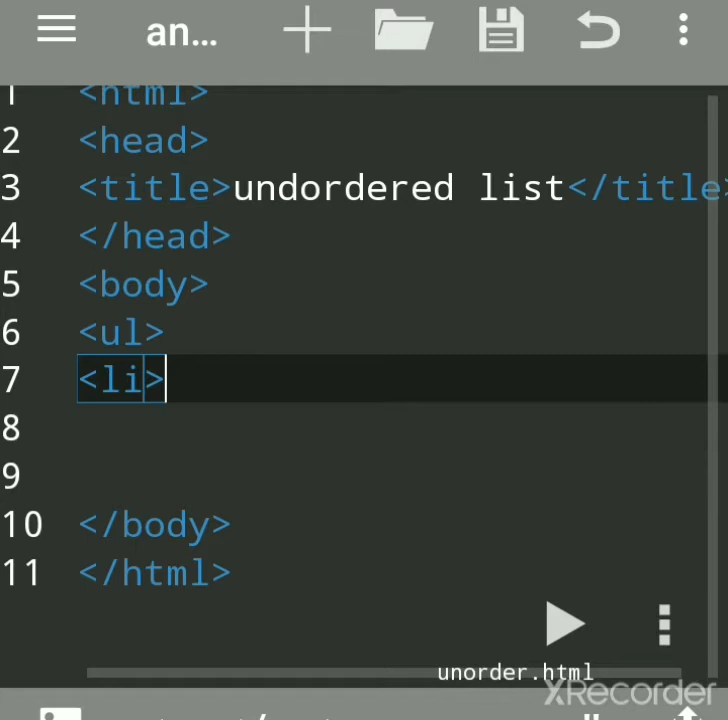 an...
1 <html>
2 <head>
3 <title>undordered list</title>
4 </head>
5 <body>
6 <ul>
7 <li>
8
9
10 </body>
11 </html>
unorder.html
XRecorder